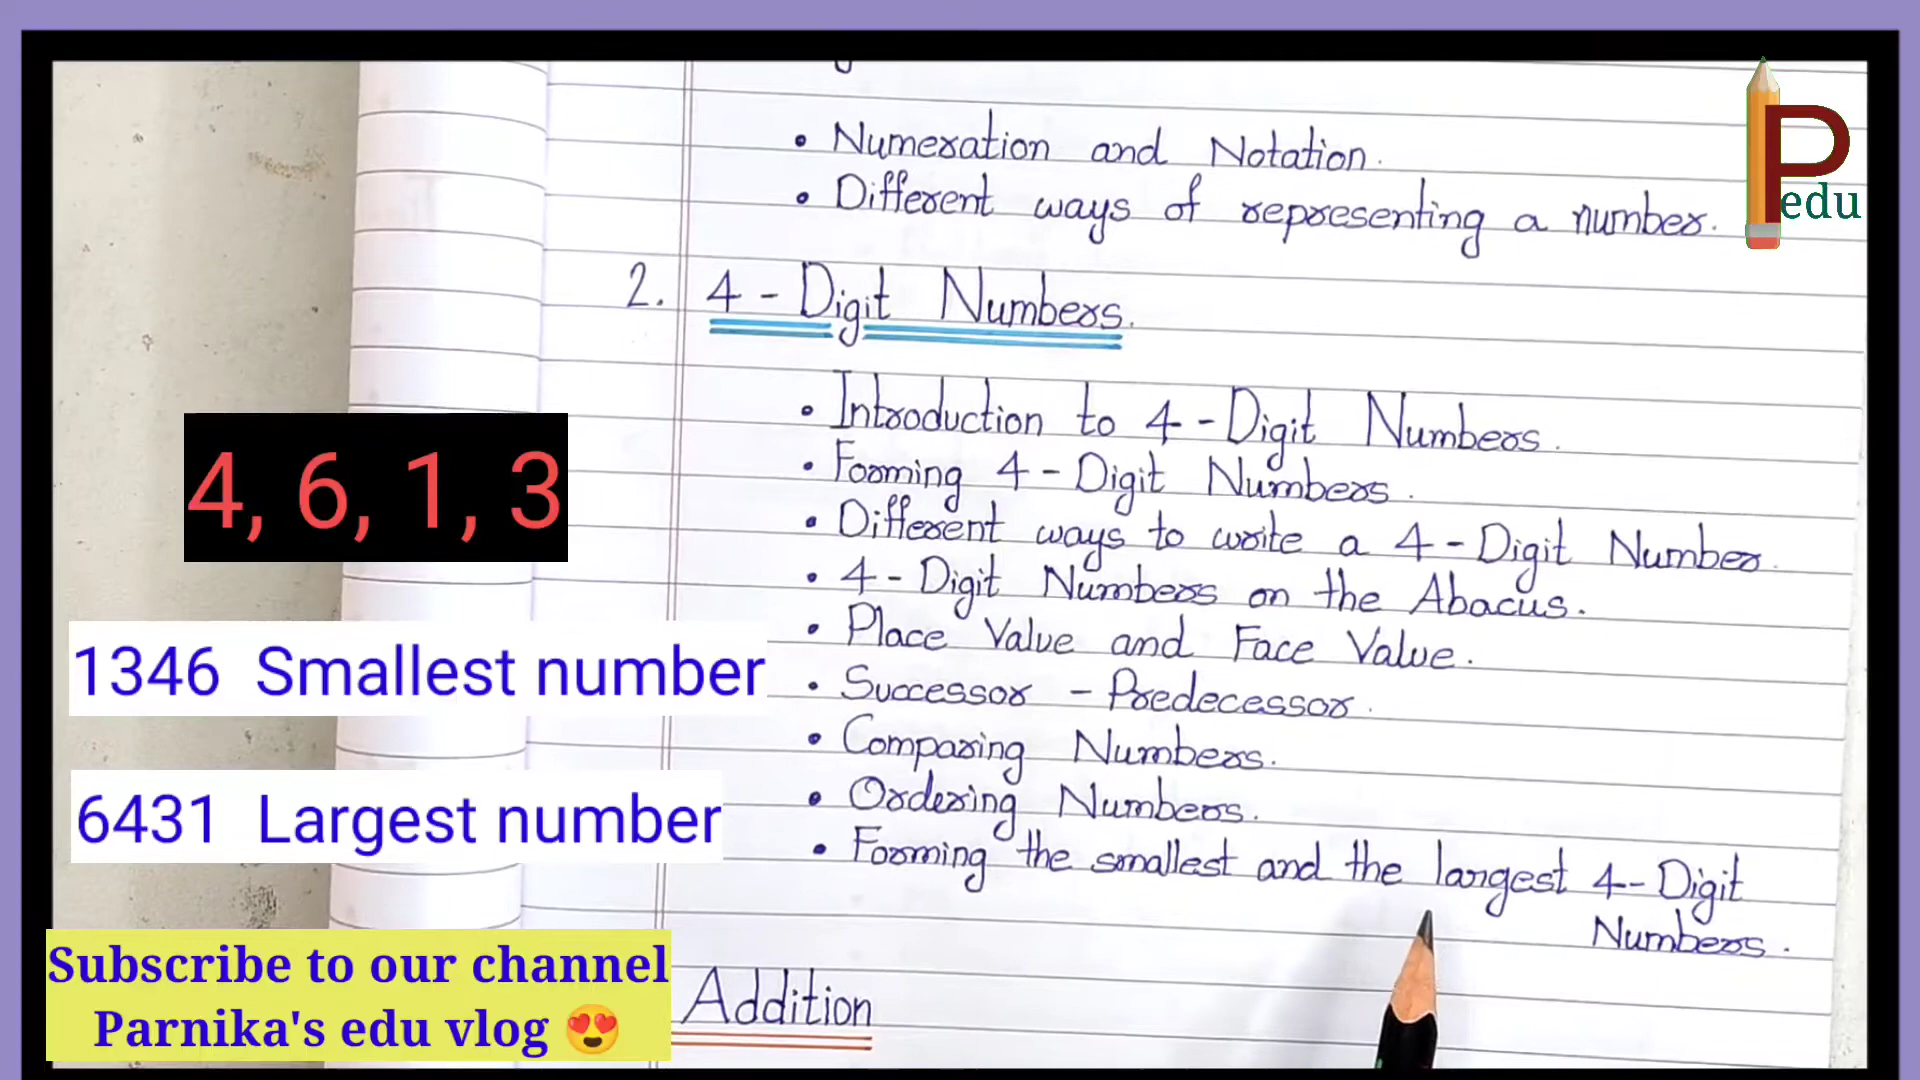 • Numeration and Notation.
• Different ways of representing a number.
P
edu
2. 4 - Digit Numbers.
• Introduction to 4 - Digit Numbers.
• Forming 4 - Digit Numbers.
• Different ways to write a 4 - Digit Number.
• 4 - Digit Numbers on the Abacus.
• Place Value and Face Value.
• Successor - Predecessor.
• Comparing Numbers.
• Ordering Numbers.
• Forming the smallest and the largest 4 - Digit
Numbers.
Addition
4, 6, 1, 3
1346 Smallest number
6431 Largest number
Subscribe to our channel
Parnika's edu vlog 😍